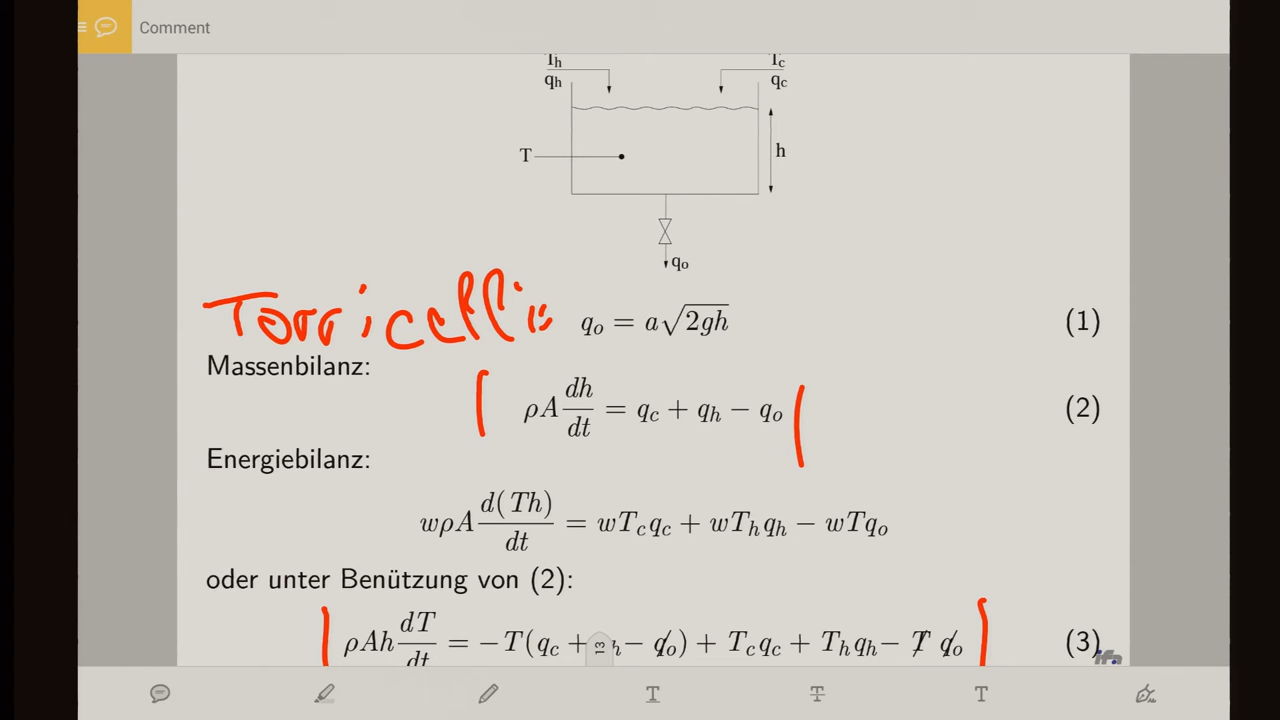 Comment
T_h T_c
q_h q_c
T h
q_o
Torricelli: q_o = a√2gh (1)
Massenbilanz:
ρA dh/dt = q_c + q_h − q_o (2)
Energiebilanz:
wρA d(Th)/dt = wT_c q_c + wT_h q_h − wTq_o
oder unter Benützung von (2):
ρAh dT/dt = −T(q_c + q_h − q_o) + T_c q_c + T_h q_h − T q_o (3)
13
T T T